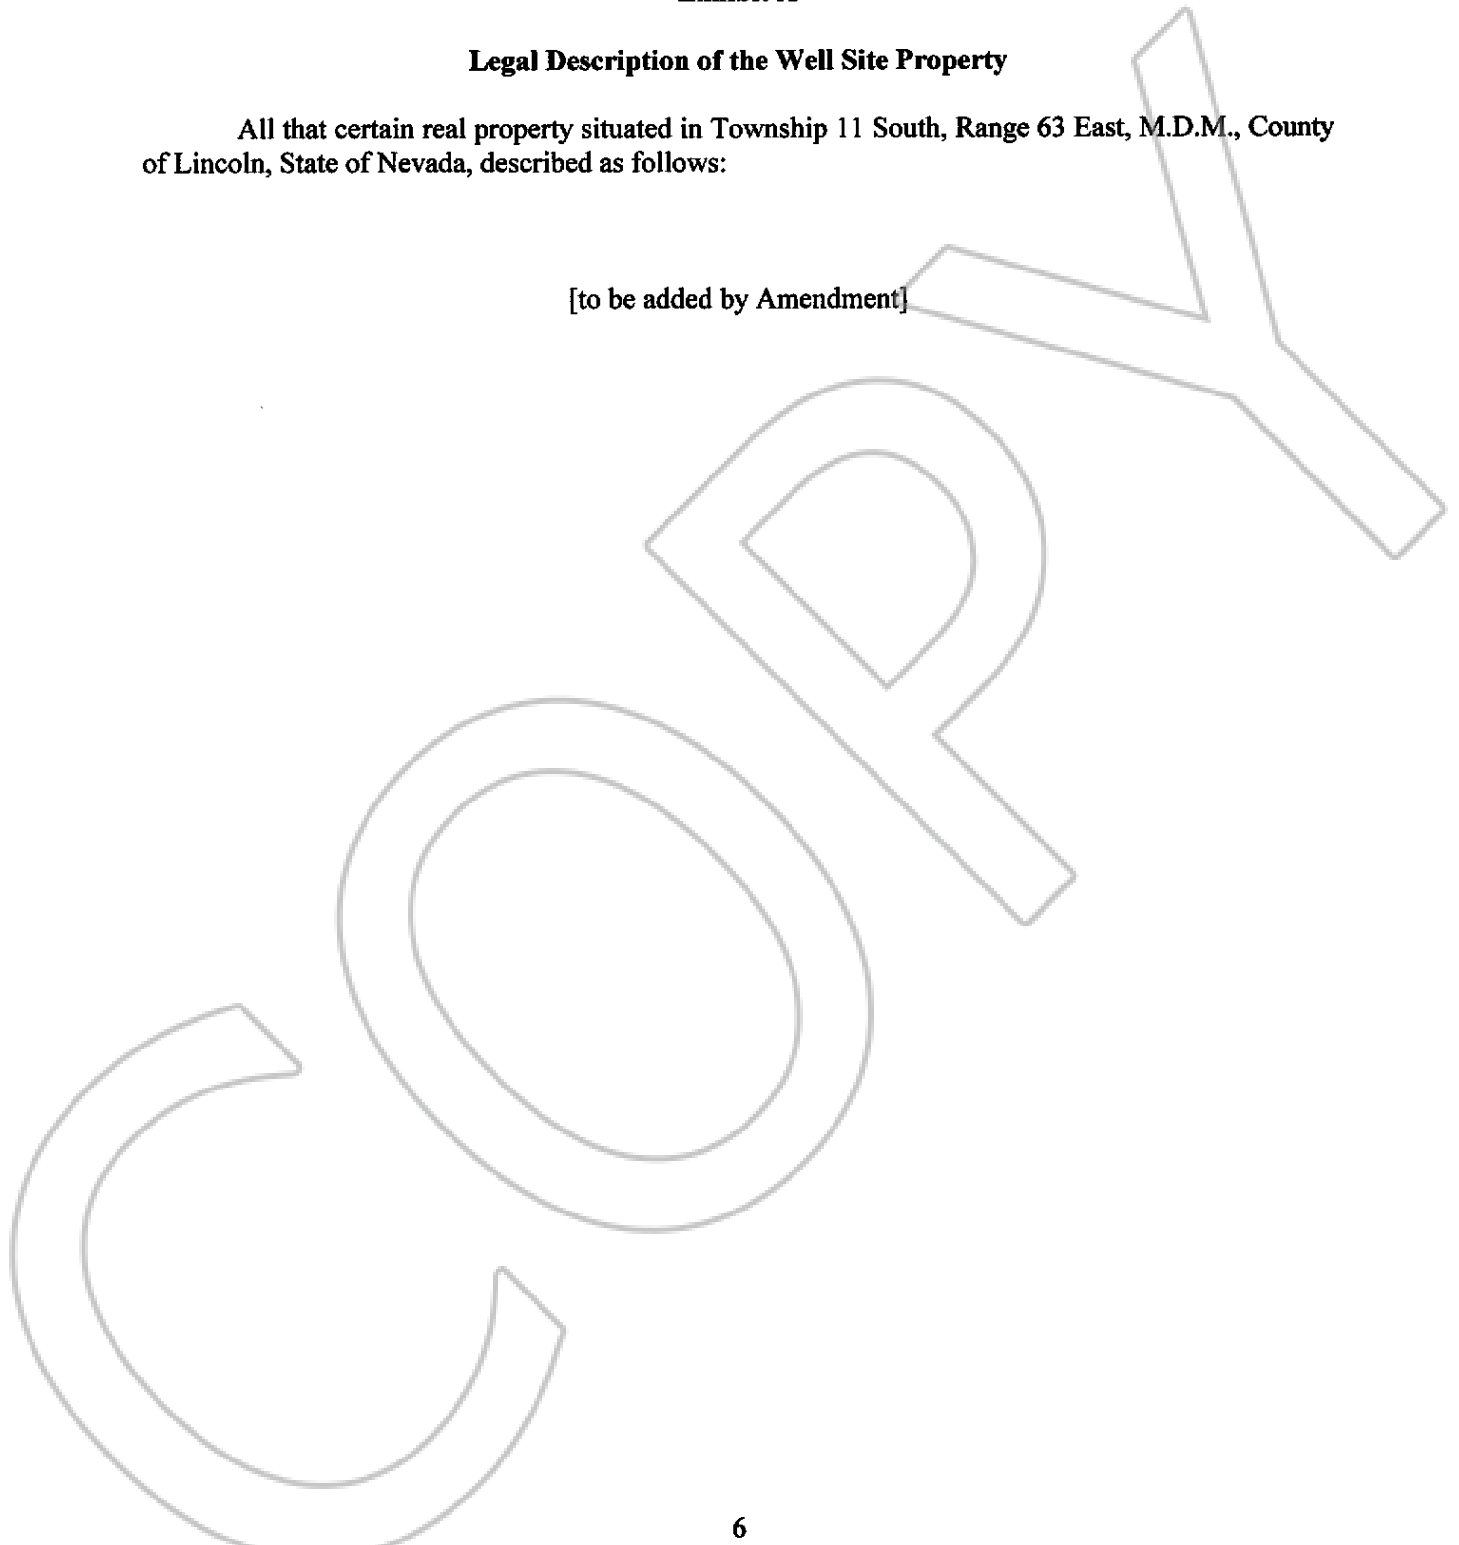 Legal Description of the Well Site Property
All that certain real property situated in Township 11 South, Range 63 East, M.D.M., County
of Lincoln, State of Nevada, described as follows:
[to be added by Amendment]
COPY
6